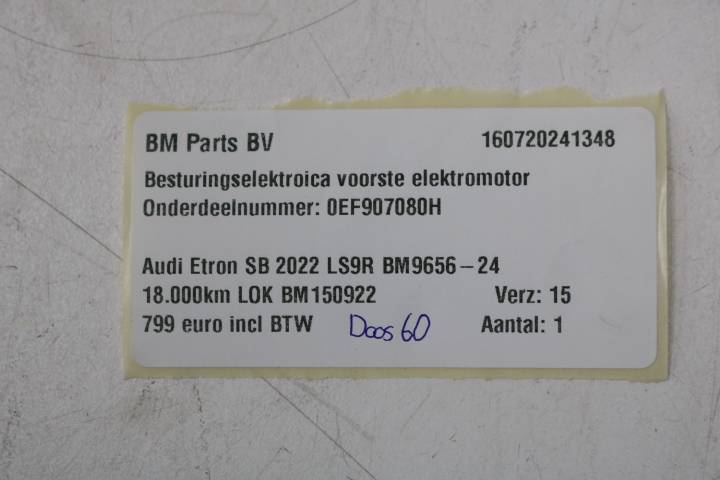 BM Parts BV 160720241348
Besturingselektroica voorste elektromotor
Onderdeelnummer: 0EF907080H
Audi Etron SB 2022 LS9R BM9656-24
18.000km LOK BM150922 Verz: 15
799 euro incl BTW Doos 60 Aantal: 1